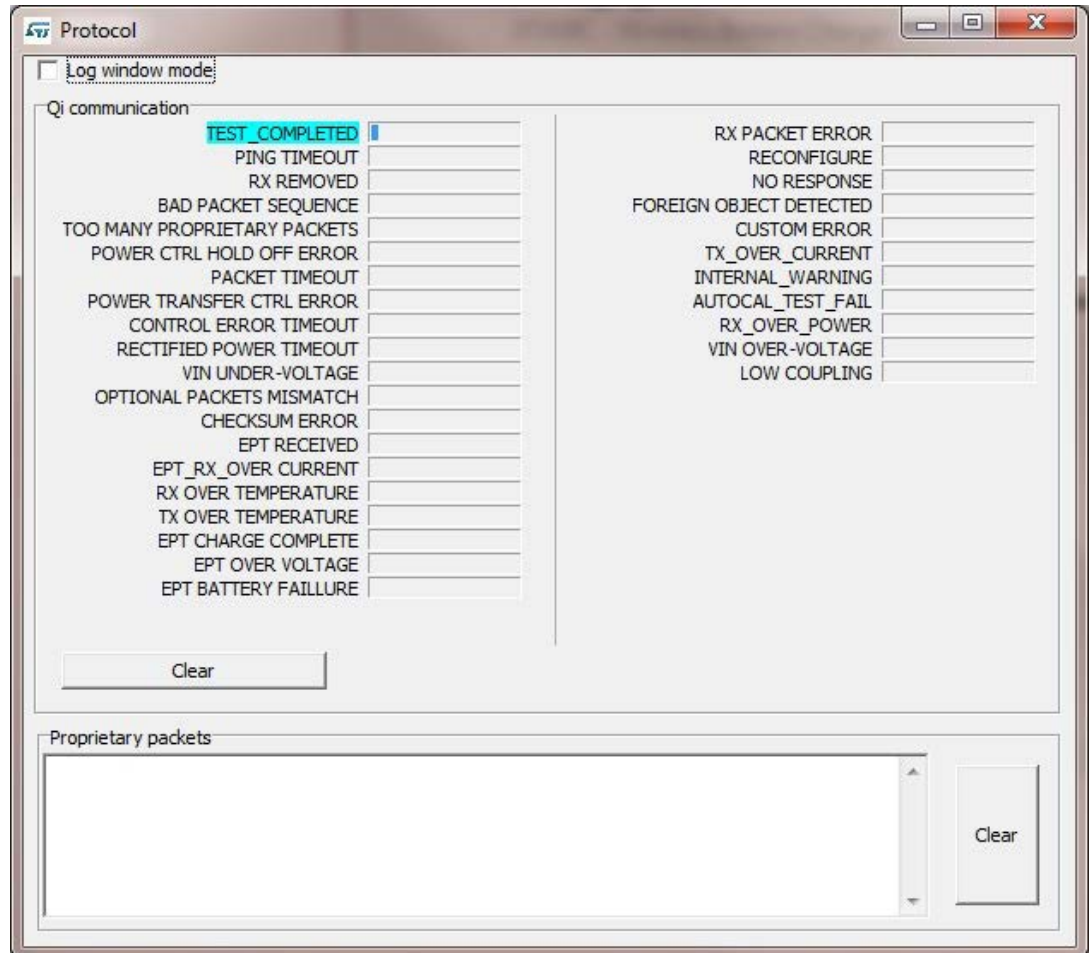 Protocol
Log window mode
Qi communication
TEST_COMPLETED
PING TIMEOUT
RX REMOVED
BAD PACKET SEQUENCE
TOO MANY PROPRIETARY PACKETS
POWER CTRL HOLD OFF ERROR
PACKET TIMEOUT
POWER TRANSFER CTRL ERROR
CONTROL ERROR TIMEOUT
RECTIFIED POWER TIMEOUT
VIN UNDER-VOLTAGE
OPTIONAL PACKETS MISMATCH
CHECKSUM ERROR
EPT RECEIVED
EPT_RX_OVER CURRENT
RX OVER TEMPERATURE
TX OVER TEMPERATURE
EPT CHARGE COMPLETE
EPT OVER VOLTAGE
EPT BATTERY FAILLURE
RX PACKET ERROR
RECONFIGURE
NO RESPONSE
FOREIGN OBJECT DETECTED
CUSTOM ERROR
TX_OVER_CURRENT
INTERNAL_WARNING
AUTOCAL_TEST_FAIL
RX_OVER_POWER
VIN OVER-VOLTAGE
LOW COUPLING
Clear
Proprietary packets
Clear